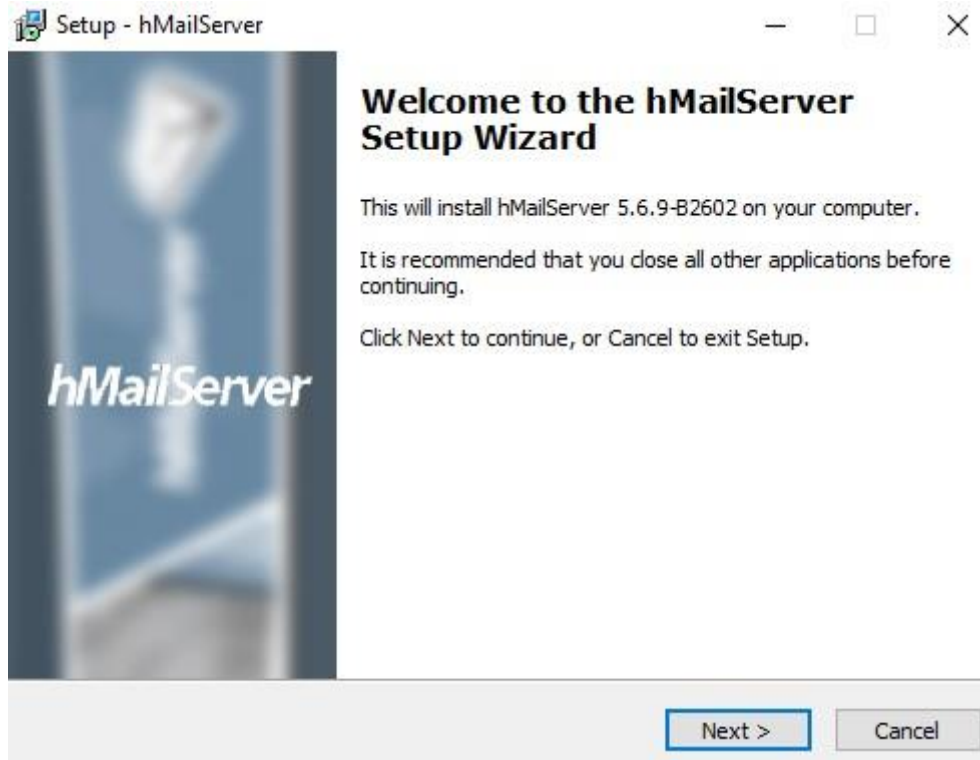 Setup - hMailServer
Welcome to the hMailServer
Setup Wizard
This will install hMailServer 5.6.9-B2602 on your computer.
It is recommended that you close all other applications before
continuing.
Click Next to continue, or Cancel to exit Setup.
hMailServer
Next >
Cancel